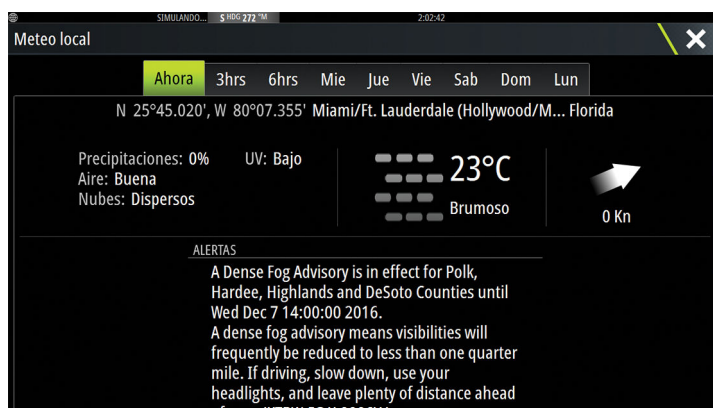 SIMULANDO... S HDG 272 °M 2:02:42
Meteo local
Ahora 3hrs 6hrs Mie Jue Vie Sab Dom Lun
N 25°45.020', W 80°07.355' Miami/Ft. Lauderdale (Hollywood/M... Florida
Precipitaciones: 0% UV: Bajo
Aire: Buena
Nubes: Dispersos
23°C
Brumoso
0 Kn
ALERTAS
A Dense Fog Advisory is in effect for Polk,
Hardee, Highlands and DeSoto Counties until
Wed Dec 7 14:00:00 2016.
A dense fog advisory means visibilities will
frequently be reduced to less than one quarter
mile. If driving, slow down, use your
headlights, and leave plenty of distance ahead